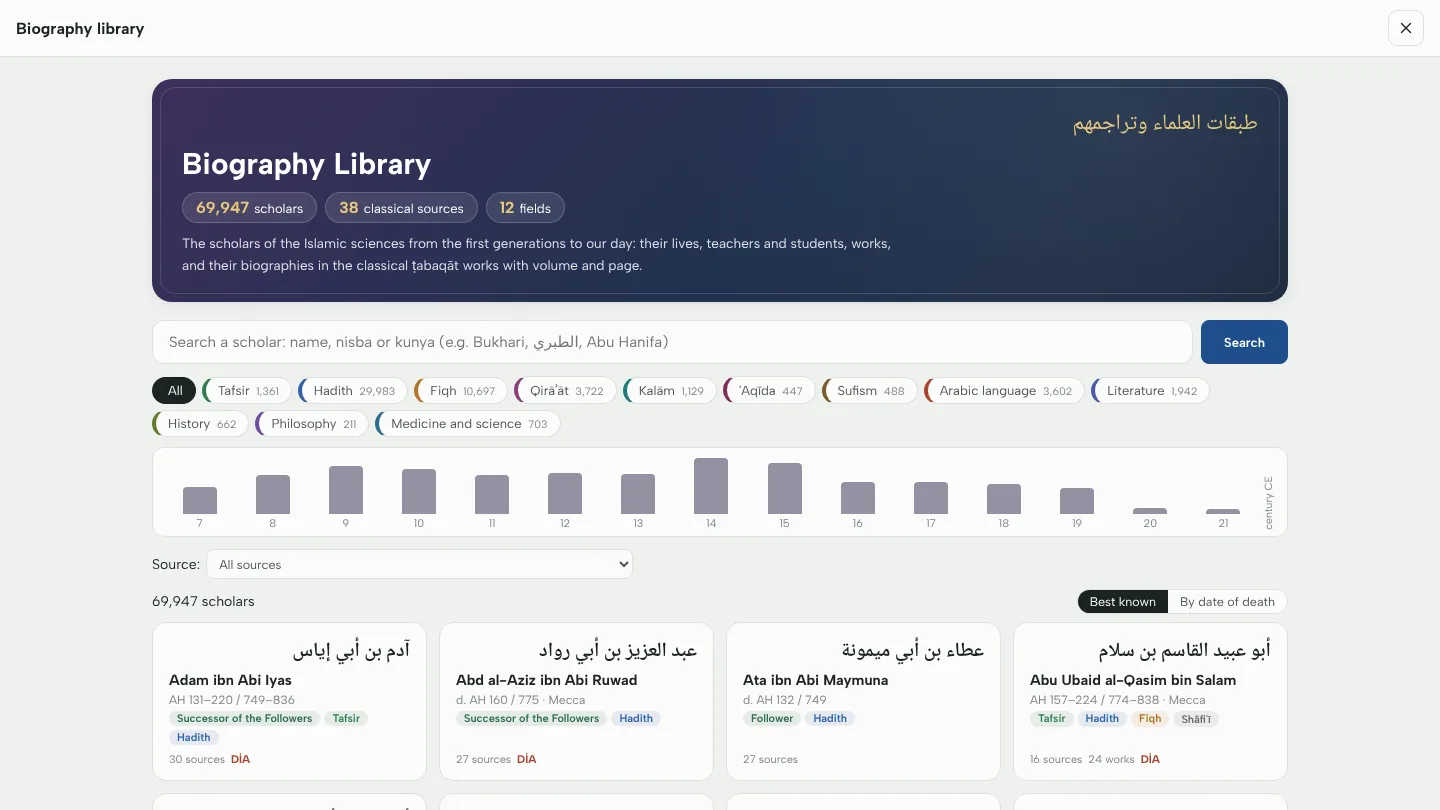 Biography library
طبقات العلماء وتراجمهم
Biography Library
69,947 scholars 38 classical sources 12 fields
The scholars of the Islamic sciences from the first generations to our day: their lives, teachers and students, works,
and their biographies in the classical ṭabaqāt works with volume and page.
Search a scholar: name, nisba or kunya (e.g. Bukhari, الطبري, Abu Hanifa) Search
All Tafsir 1,361 Hadith 29,983 Fiqh 10,697 Qirāʾāt 3,722 Kalām 1,129 ʿAqīda 447 Sufism 488 Arabic language 3,602 Literature 1,942
History 662 Philosophy 211 Medicine and science 703
7 8 9 10 11 12 13 14 15 16 17 18 19 20 21 century CE
Source: All sources
69,947 scholars Best known By date of death
آدم بن أبي إياس
Adam ibn Abi Iyas
AH 131–220 / 749–836
Successor of the Followers Tafsir
Hadith
30 sources DİA
عبد العزيز بن أبي رواد
Abd al-Aziz ibn Abi Ruwad
d. AH 160 / 775 · Mecca
Successor of the Followers Hadith
27 sources DİA
عطاء بن أبي ميمونة
Ata ibn Abi Maymuna
d. AH 132 / 749
Follower Hadith
27 sources
أبو عبيد القاسم بن سلام
Abu Ubaid al-Qasim bin Salam
AH 157–224 / 774–838 · Mecca
Tafsir Hadith Fiqh Shāfiʿī
16 sources 24 works DİA